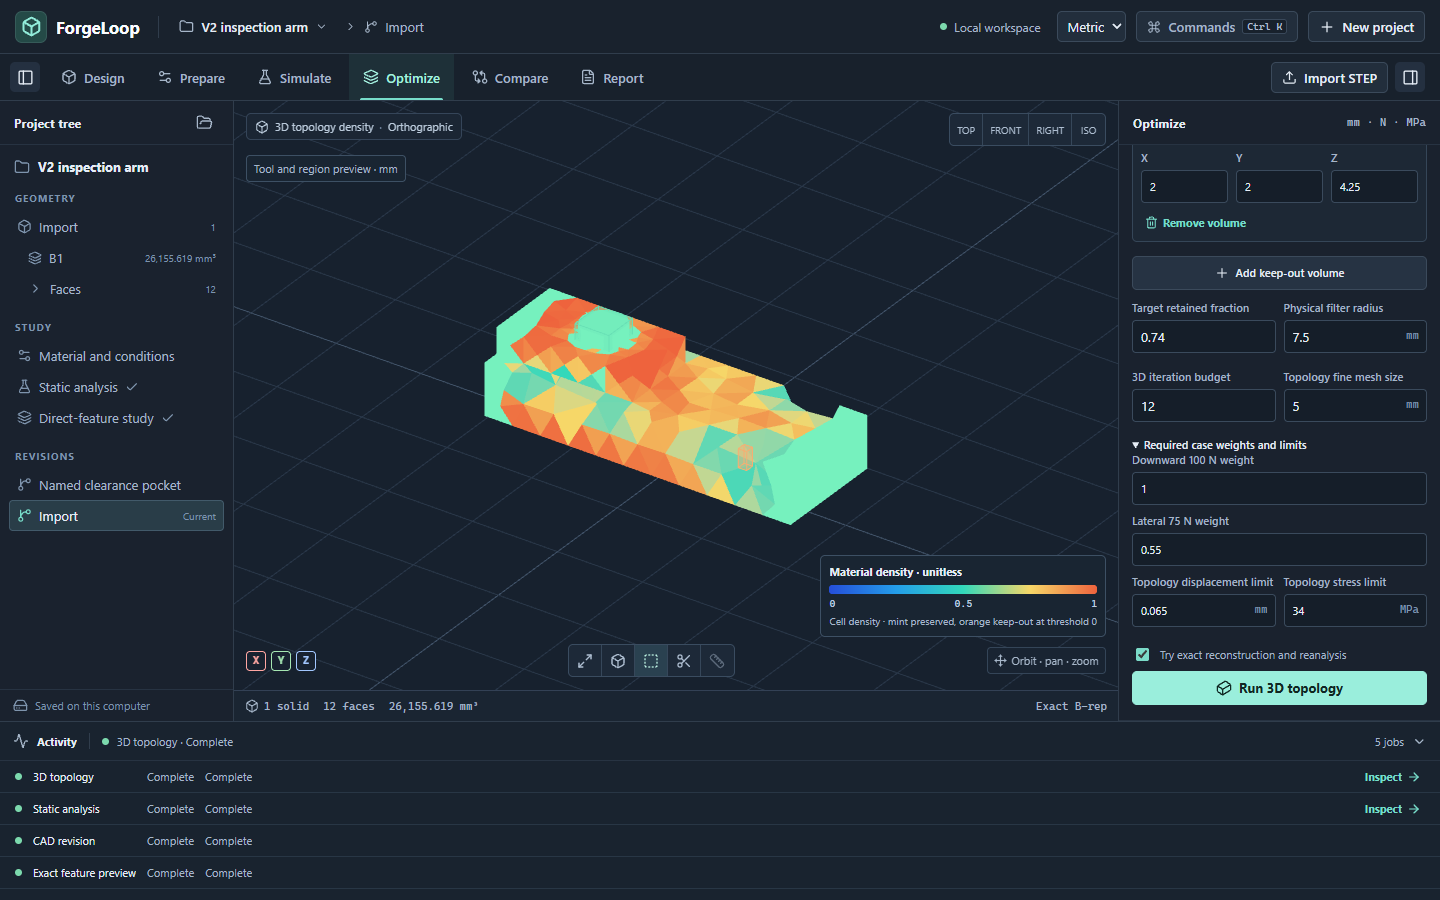 ForgeLoop
V2 inspection arm
Import
Local workspace
Metric
Commands Ctrl K
New project
Design
Prepare
Simulate
Optimize
Compare
Report
Import STEP
Project tree
V2 inspection arm
GEOMETRY
Import 1
B1 26,155.619 mm³
Faces 12
STUDY
Material and conditions
Static analysis
Direct-feature study
REVISIONS
Named clearance pocket
Import Current
Saved on this computer
3D topology density · Orthographic
Tool and region preview · mm
TOP FRONT RIGHT ISO
Material density · unitless
0 0.5 1
Cell density · mint preserved, orange keep-out at threshold 0
X Y Z
Orbit · pan · zoom
1 solid 12 faces 26,155.619 mm³
Exact B-rep
Optimize mm · N · MPa
X Y Z
2 2 4.25
Remove volume
Add keep-out volume
Target retained fraction Physical filter radius
0.74 7.5 mm
3D iteration budget Topology fine mesh size
12 5 mm
Required case weights and limits
Downward 100 N weight
1
Lateral 75 N weight
0.55
Topology displacement limit Topology stress limit
0.065 mm 34 MPa
Try exact reconstruction and reanalysis
Run 3D topology
Activity 3D topology · Complete 5 jobs
3D topology Complete Complete Inspect
Static analysis Complete Complete Inspect
CAD revision Complete Complete
Exact feature preview Complete Complete